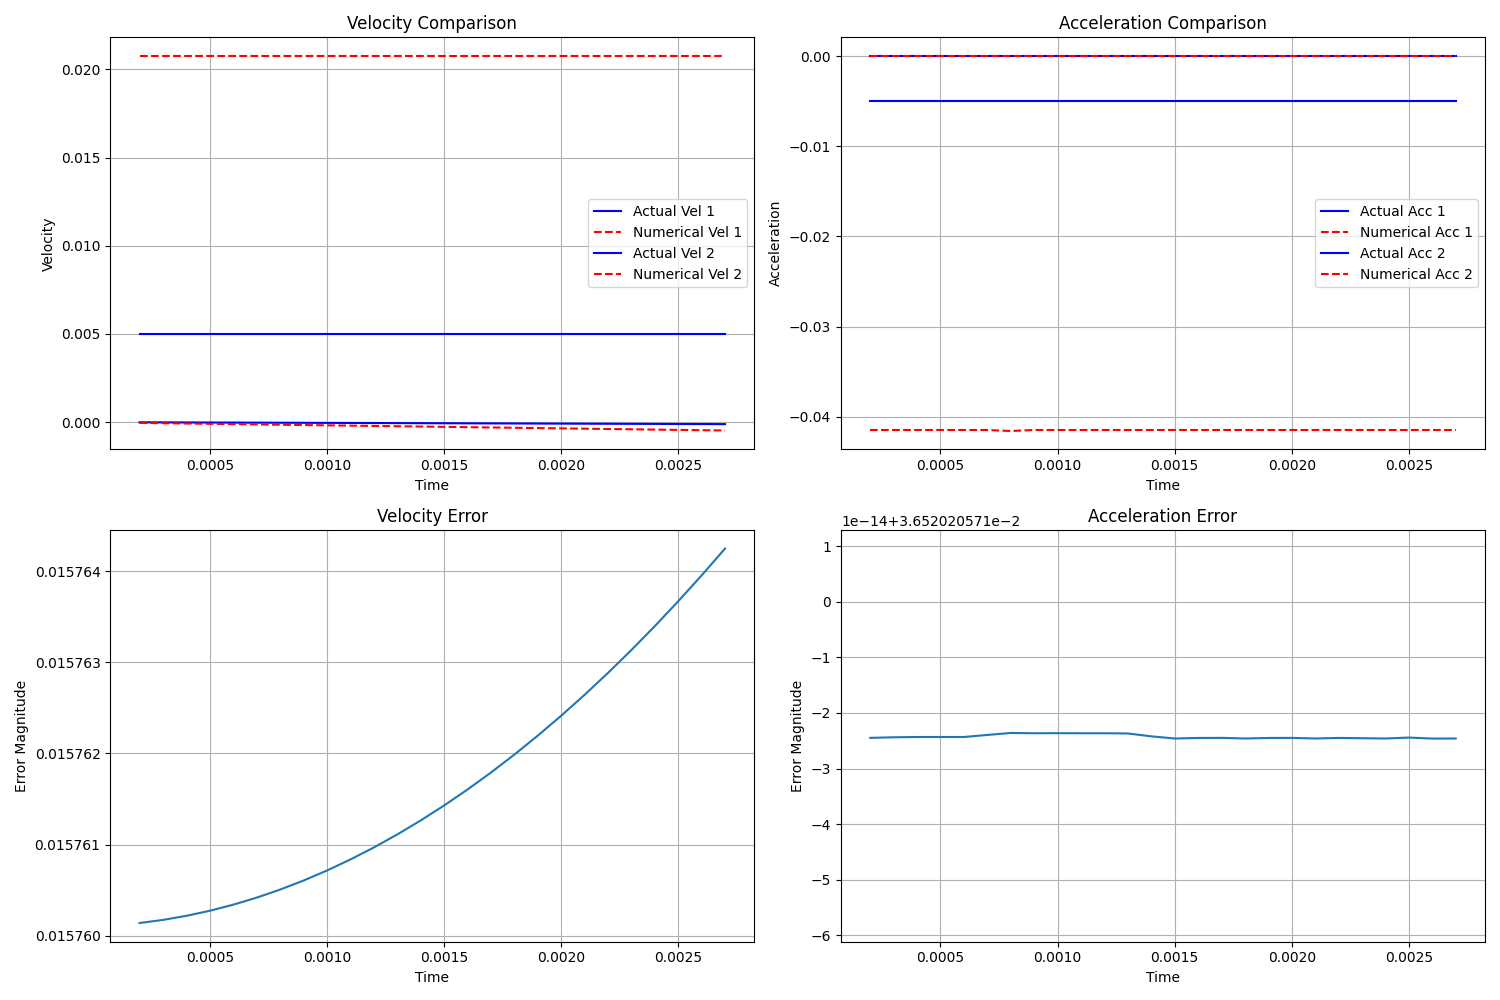 Velocity Comparison
0.020
0.015
0.010
0.005
0.000
Velocity
Actual Vel 1
Numerical Vel 1
Actual Vel 2
Numerical Vel 2
0.0005 0.0010 0.0015 0.0020 0.0025
Time
Acceleration Comparison
0.00
−0.01
−0.02
−0.03
−0.04
Acceleration
Actual Acc 1
Numerical Acc 1
Actual Acc 2
Numerical Acc 2
0.0005 0.0010 0.0015 0.0020 0.0025
Time
Velocity Error
0.015764
0.015763
0.015762
0.015761
0.015760
Error Magnitude
0.0005 0.0010 0.0015 0.0020 0.0025
Time
Acceleration Error
1e−14+3.652020571e−2
1
0
−1
−2
−3
−4
−5
−6
Error Magnitude
0.0005 0.0010 0.0015 0.0020 0.0025
Time